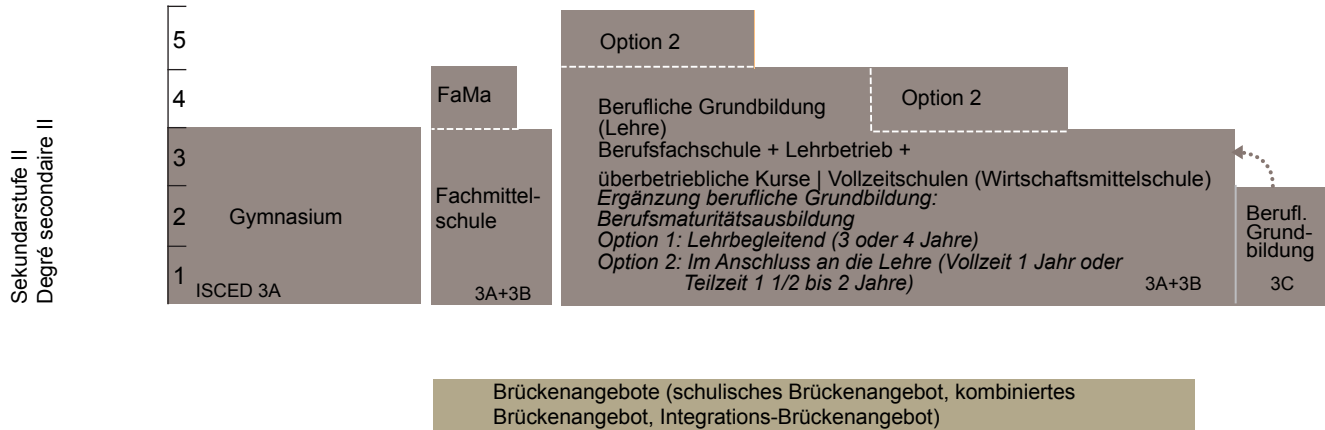 Sekundarstufe II
Degré secondaire II
5
4
3
2
1
Gymnasium
ISCED 3A
FaMa
Fachmittel-
schule
3A+3B
Option 2
Option 2
Berufliche Grundbildung
(Lehre)
Berufsfachschule + Lehrbetrieb +
überbetriebliche Kurse | Vollzeitschulen (Wirtschaftsmittelschule)
Ergänzung berufliche Grundbildung:
Berufsmaturitätsausbildung
Option 1: Lehrbegleitend (3 oder 4 Jahre)
Option 2: Im Anschluss an die Lehre (Vollzeit 1 Jahr oder
Teilzeit 1 1/2 bis 2 Jahre)
3A+3B
Berufl.
Grund-
bildung
3C
Brückenangebote (schulisches Brückenangebot, kombiniertes
Brückenangebot, Integrations-Brückenangebot)